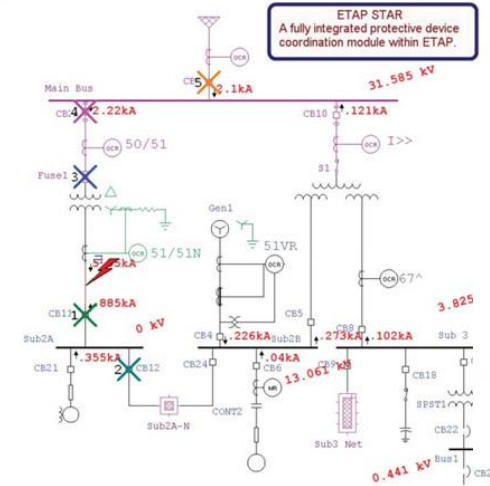 ETAP STAR
A fully integrated protective device
coordination module within ETAP.
OCR
5
2.1kA
31.585 kV
Main Bus
4
2.22kA
CB10
.121kA
OCR
50/51
OCR
I>>
Fuse1
3
S1
Gen1
OCR
51/51N
51VR
OCR
OCR
67^
1
.885kA
0 kV
CB5
CB8
3.825
Sub2A
CB4
.226kA
Sub2B
.273kA
.102kA
Sub 3
CB21
.355kA
2
CB12
CB24
.04kA
CB6
13.061 kV
CB9
CB18
MR
SPST1
Sub2A-N
CONT2
Sub3 Net
CB22
Bus1
0.441 kV